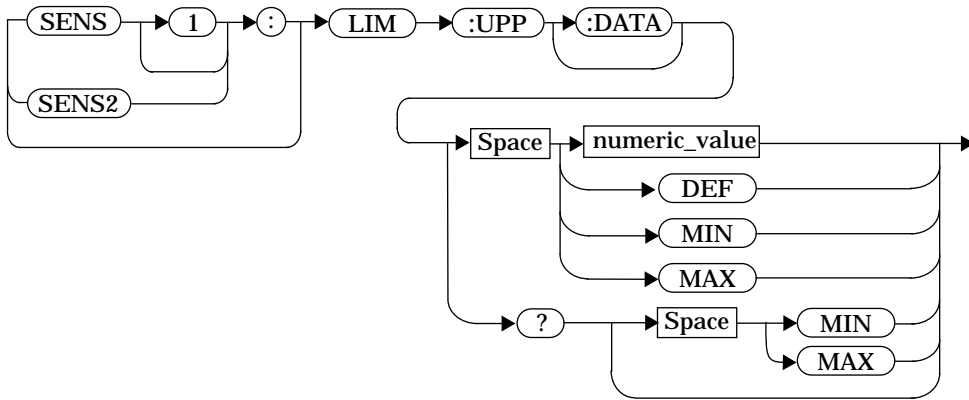 SENS 1 : LIM :UPP :DATA
SENS2
Space numeric_value
DEF
MIN
MAX
? Space MIN
MAX